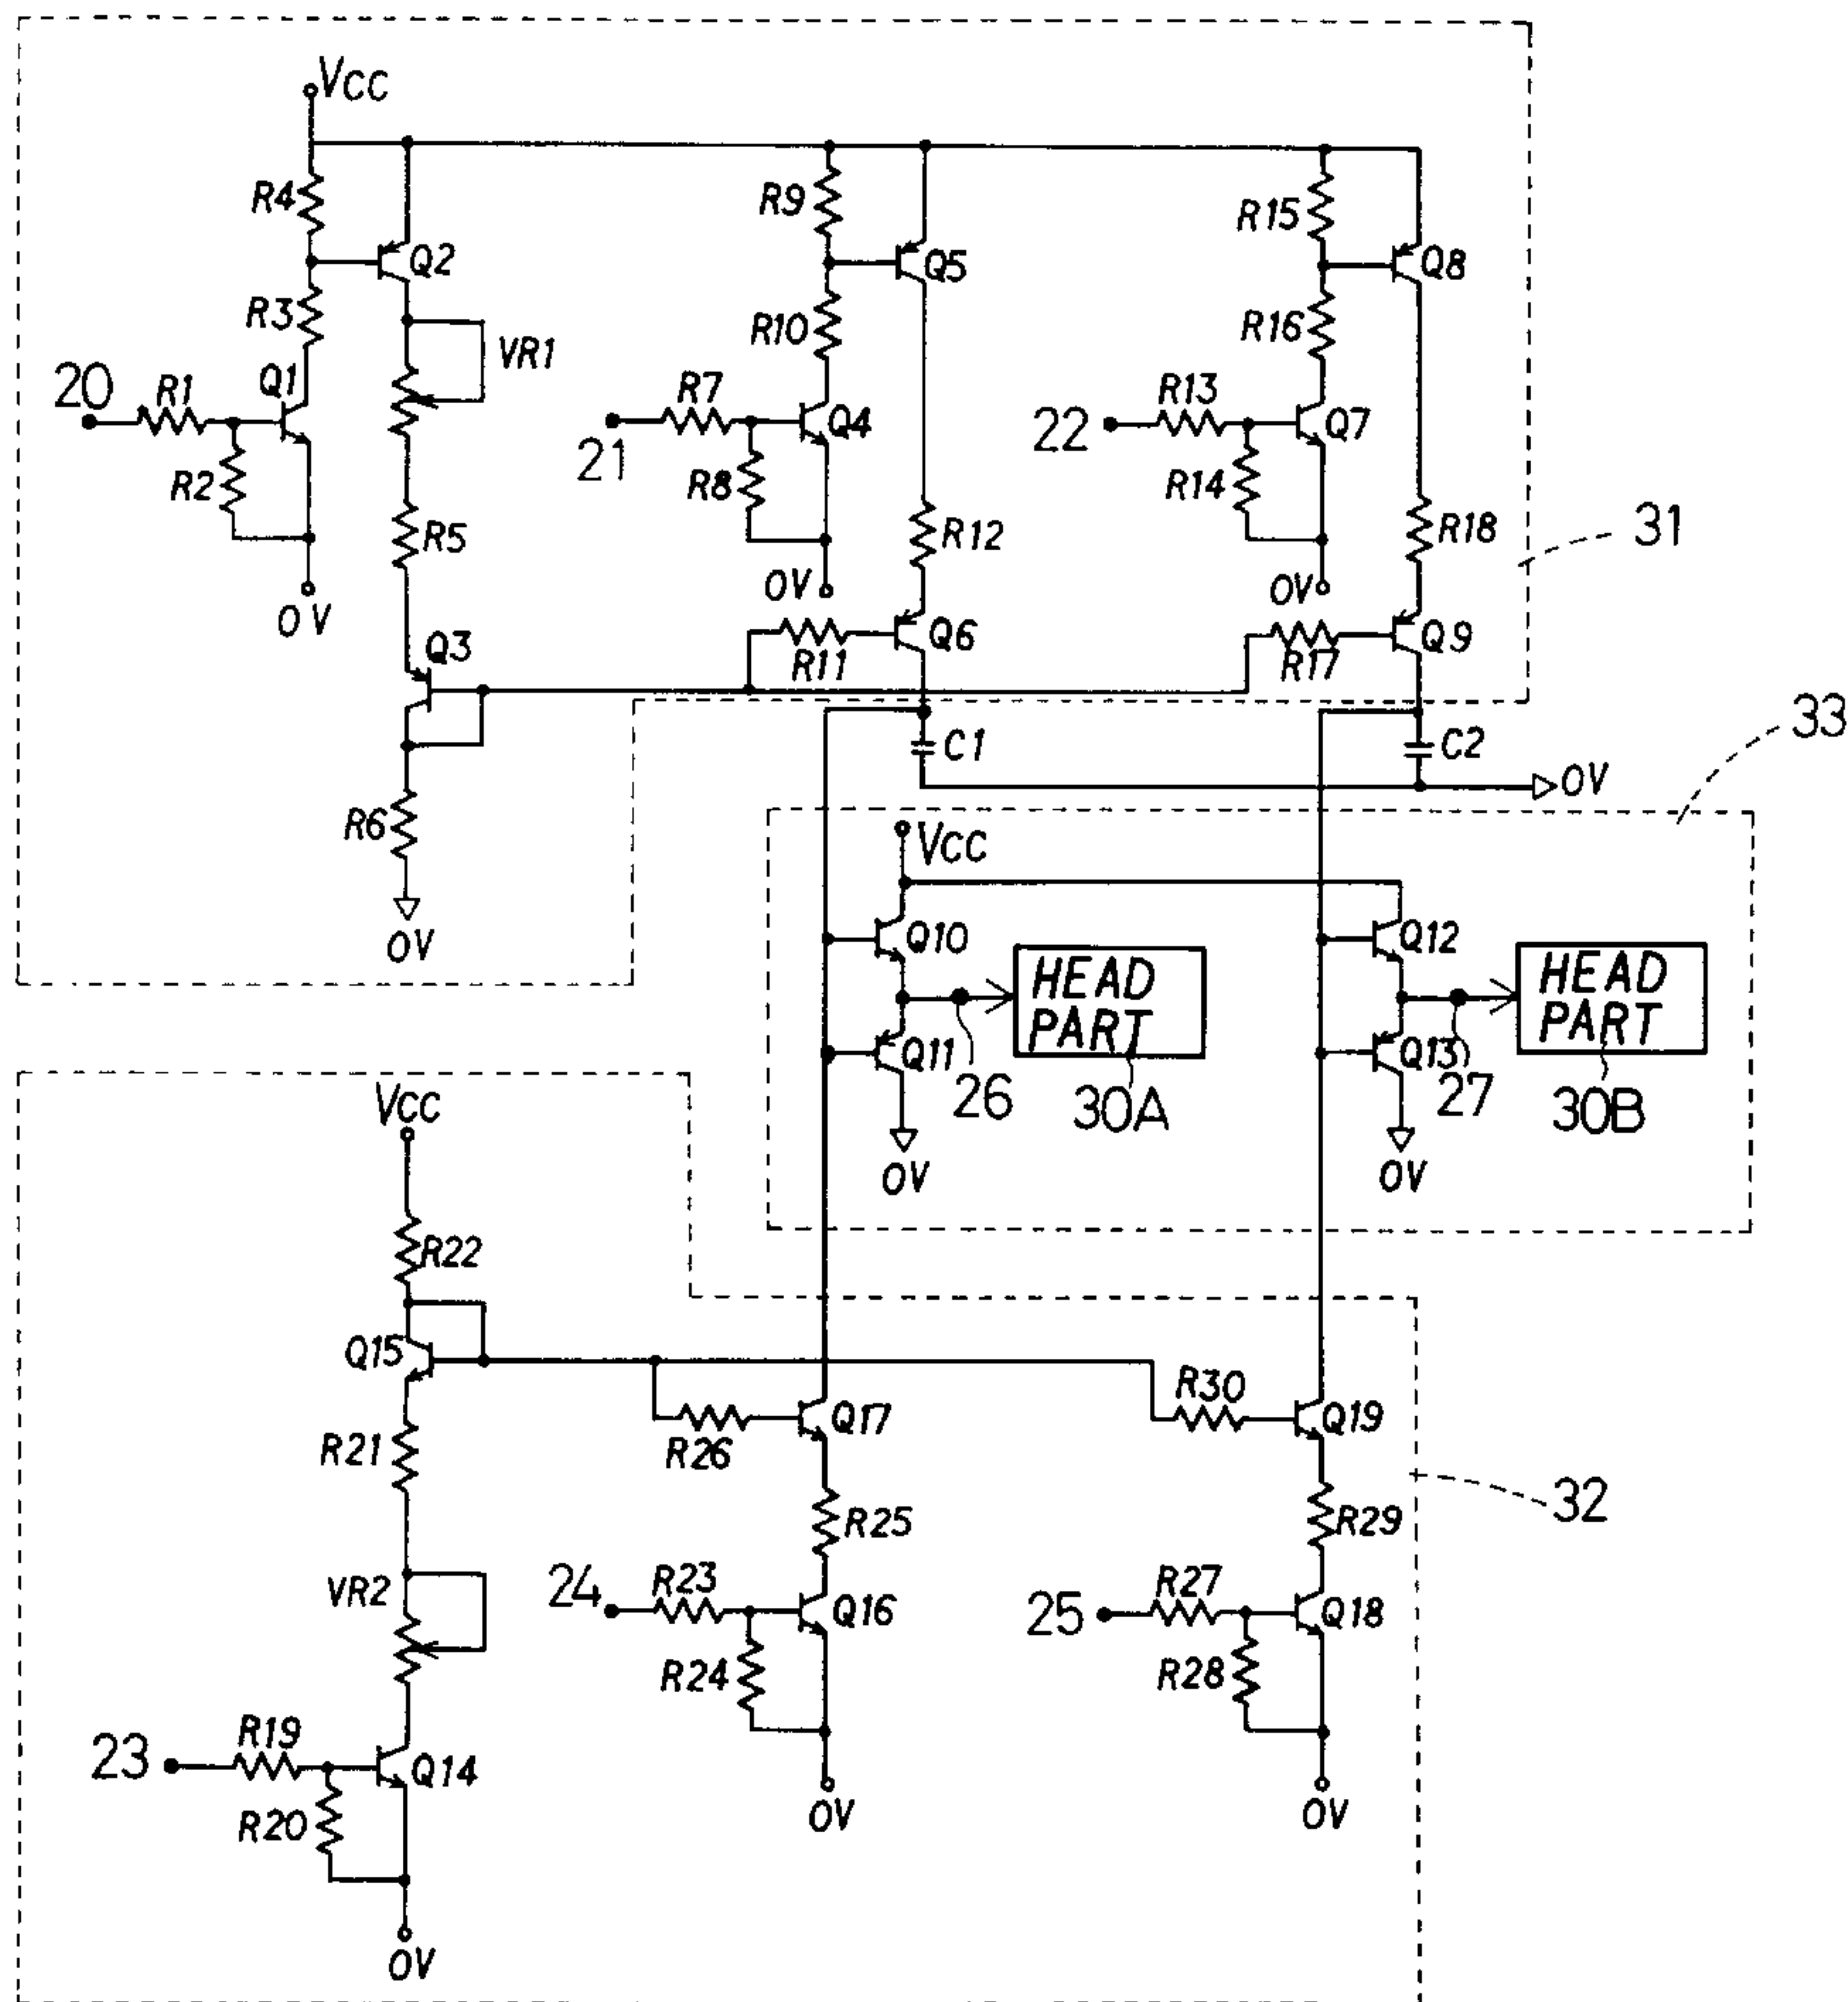 VCC
R4
R9
R15
Q2
Q5
Q8
R3
R10
R16
VR1
20
R1
Q1
R7
R13
21
Q4
22
Q7
R2
R8
R14
R5
R12
R18
31
0V
0V
0V
Q3
R11
Q6
R17
Q9
33
C1
C2
0V
R6
VCC
0V
Q10
HEAD
PART
Q12
HEAD
PART
Q11
Q13
26
30A
27
30B
VCC
0V
0V
R22
Q15
R30
Q17
Q19
R21
R26
R25
R29
32
VR2
24
R23
Q16
25
R27
Q18
R24
R28
23
R19
Q14
R20
0V
0V
0V